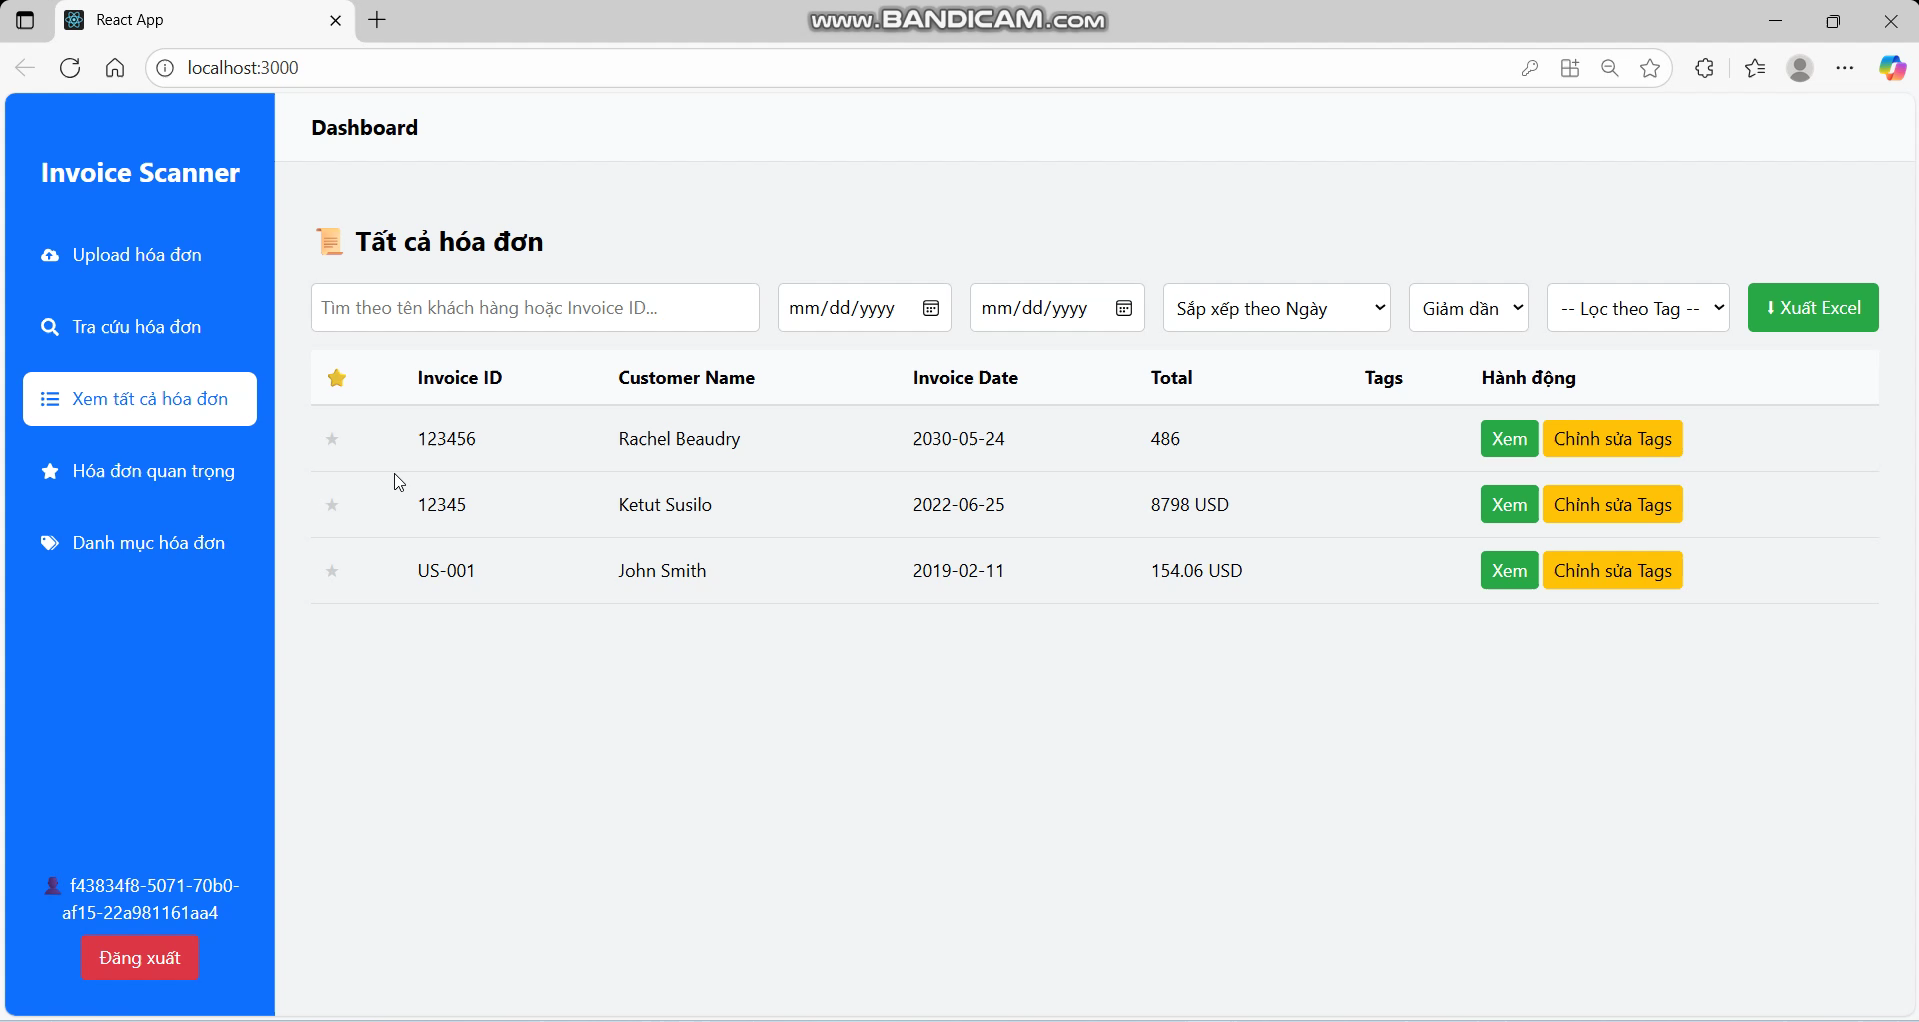 React App
www.BANDICAM.com
localhost:3000
Invoice Scanner
Upload hóa đơn
Tra cứu hóa đơn
Xem tất cả hóa đơn
Hóa đơn quan trọng
Danh mục hóa đơn
f43834f8-5071-70b0-
af15-22a981161aa4
Đăng xuất
Dashboard
Tất cả hóa đơn
Tìm theo tên khách hàng hoặc Invoice ID...
mm/dd/yyyy
mm/dd/yyyy
Sắp xếp theo Ngày
Giảm dần
-- Lọc theo Tag --
⬇ Xuất Excel
Invoice ID Customer Name Invoice Date Total Tags Hành động
123456 Rachel Beaudry 2030-05-24 486 Xem Chỉnh sửa Tags
12345 Ketut Susilo 2022-06-25 8798 USD Xem Chỉnh sửa Tags
US-001 John Smith 2019-02-11 154.06 USD Xem Chỉnh sửa Tags